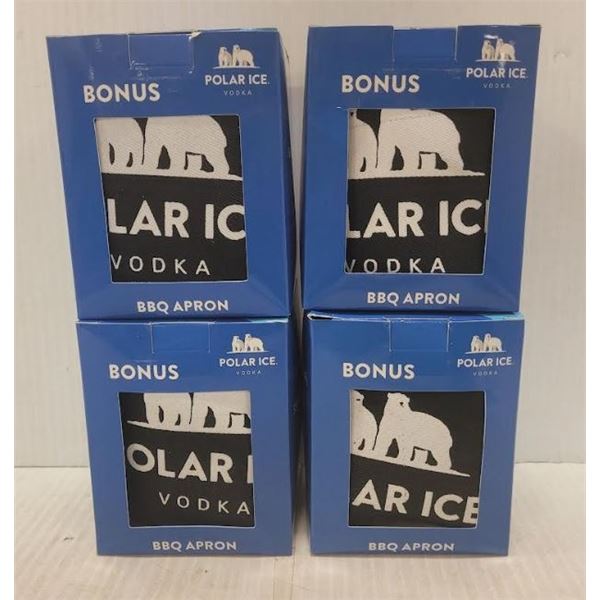 BONUS
POLAR ICE.
VODKA
LAR IC
VODKA
BBQ APRON
BONUS
POLAR ICE.
VODKA
LAR ICE
VODKA
BBQ APRON
BONUS
POLAR ICE.
VODKA
OLAR I
VODKA
BBQ APRON
BONUS
POLAR ICE.
VODKA
AR ICE
BBQ APRON